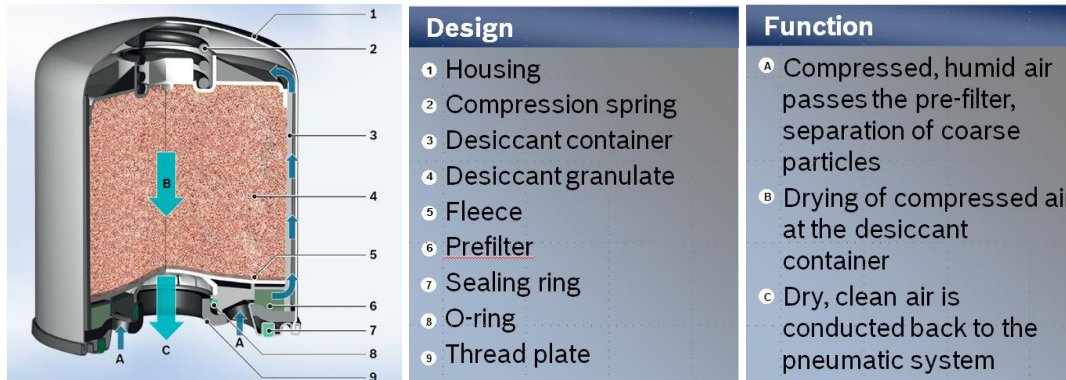 1
2
3
B
4
5
6
7
A
C
A
8
9
Design
1 Housing
2 Compression spring
3 Desiccant container
4 Desiccant granulate
5 Fleece
6 Prefilter
7 Sealing ring
8 O-ring
9 Thread plate
Function
A Compressed, humid air
passes the pre-filter,
separation of coarse
particles
B Drying of compressed air
at the desiccant
container
C Dry, clean air is
conducted back to the
pneumatic system